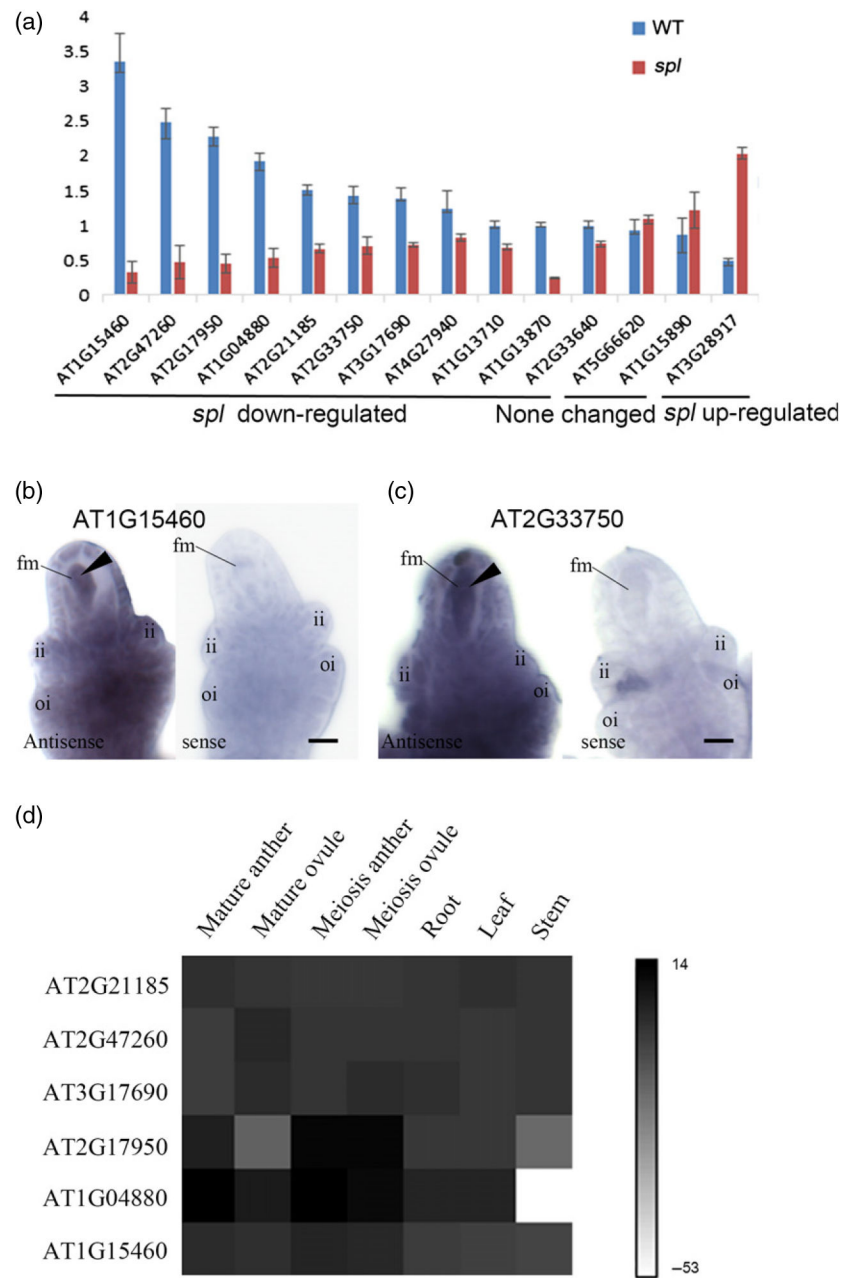 (a)
4
3.5
3
2.5
2
1.5
1
0.5
0
WT
spl
AT1G15460
AT2G47260
AT2G17950
AT1G04880
AT2G21185
AT2G33750
AT3G17690
AT4G27940
AT1G13710
AT1G13870
AT2G33640
AT5G66620
AT1G15890
AT3G28917
spl down-regulated
None changed
spl up-regulated
(b)
AT1G15460
fm
ii
ii
oi
Antisense
fm
ii
ii
oi
oi
sense
(c)
AT2G33750
fm
ii
ii
oi
Antisense
fm
ii
ii
oi
oi
sense
(d)
Mature anther
Mature ovule
Meiosis anther
Meiosis ovule
Root
Leaf
Stem
AT2G21185
AT2G47260
AT3G17690
AT2G17950
AT1G04880
AT1G15460
14
–53